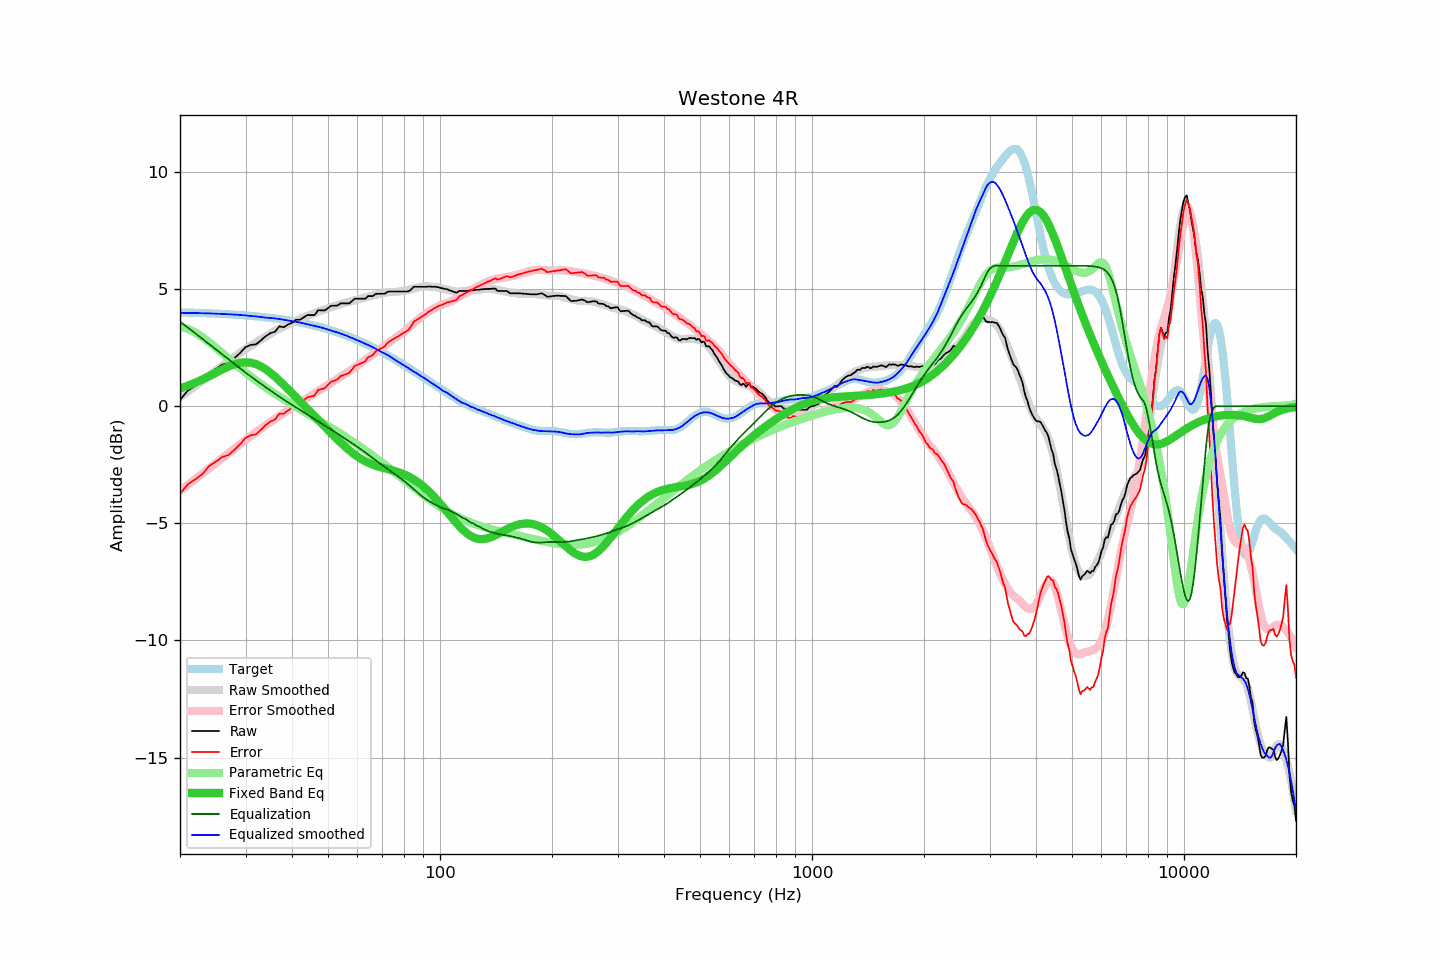 Westone 4R
10
5
0
−5
−10
−15
Amplitude (dBr)
Target
Raw Smoothed
Error Smoothed
Raw
Error
Parametric Eq
Fixed Band Eq
Equalization
Equalized smoothed
100
1000
10000
Frequency (Hz)